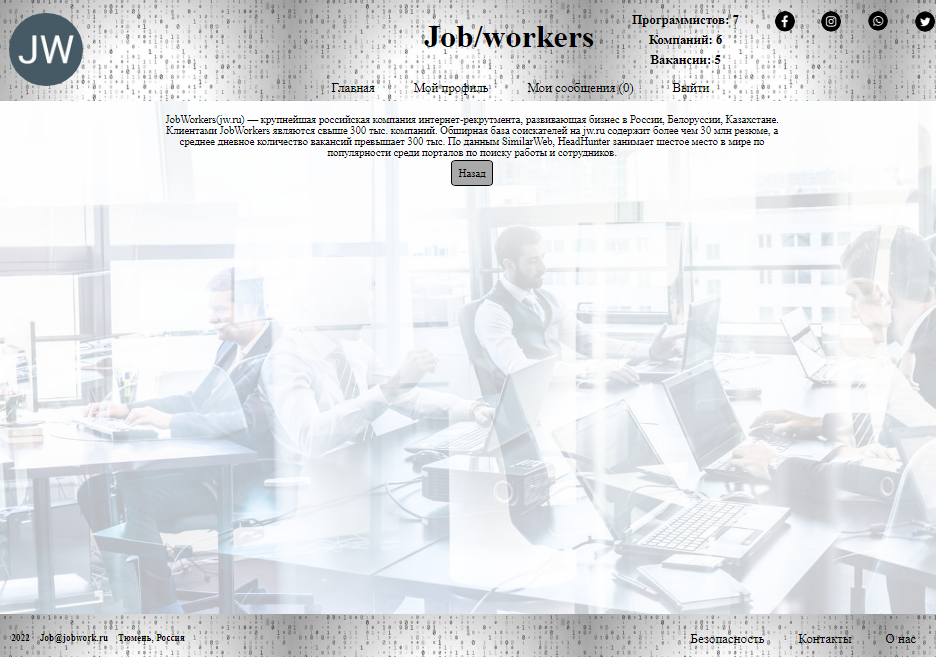 JW
Job/workers
Программистов: 7
Компаний: 6
Вакансии: 5
Главная Мой профиль Мои сообщения (0) Выйти
JobWorkers(jw.ru) — крупнейшая российская компания интернет-рекрутмента, развивающая бизнес в России, Белоруссии, Казахстане.
Клиентами JobWorkers являются свыше 300 тыс. компаний. Обширная база соискателей на jw.ru содержит более чем 30 млн резюме, а
среднее дневное количество вакансий превышает 300 тыс. По данным SimilarWeb, HeadHunter занимает шестое место в мире по
популярности среди порталов по поиску работы и сотрудников.
Назад
2022 Job@jobwork.ru Тюмень, Россия
Безопасность Контакты О нас